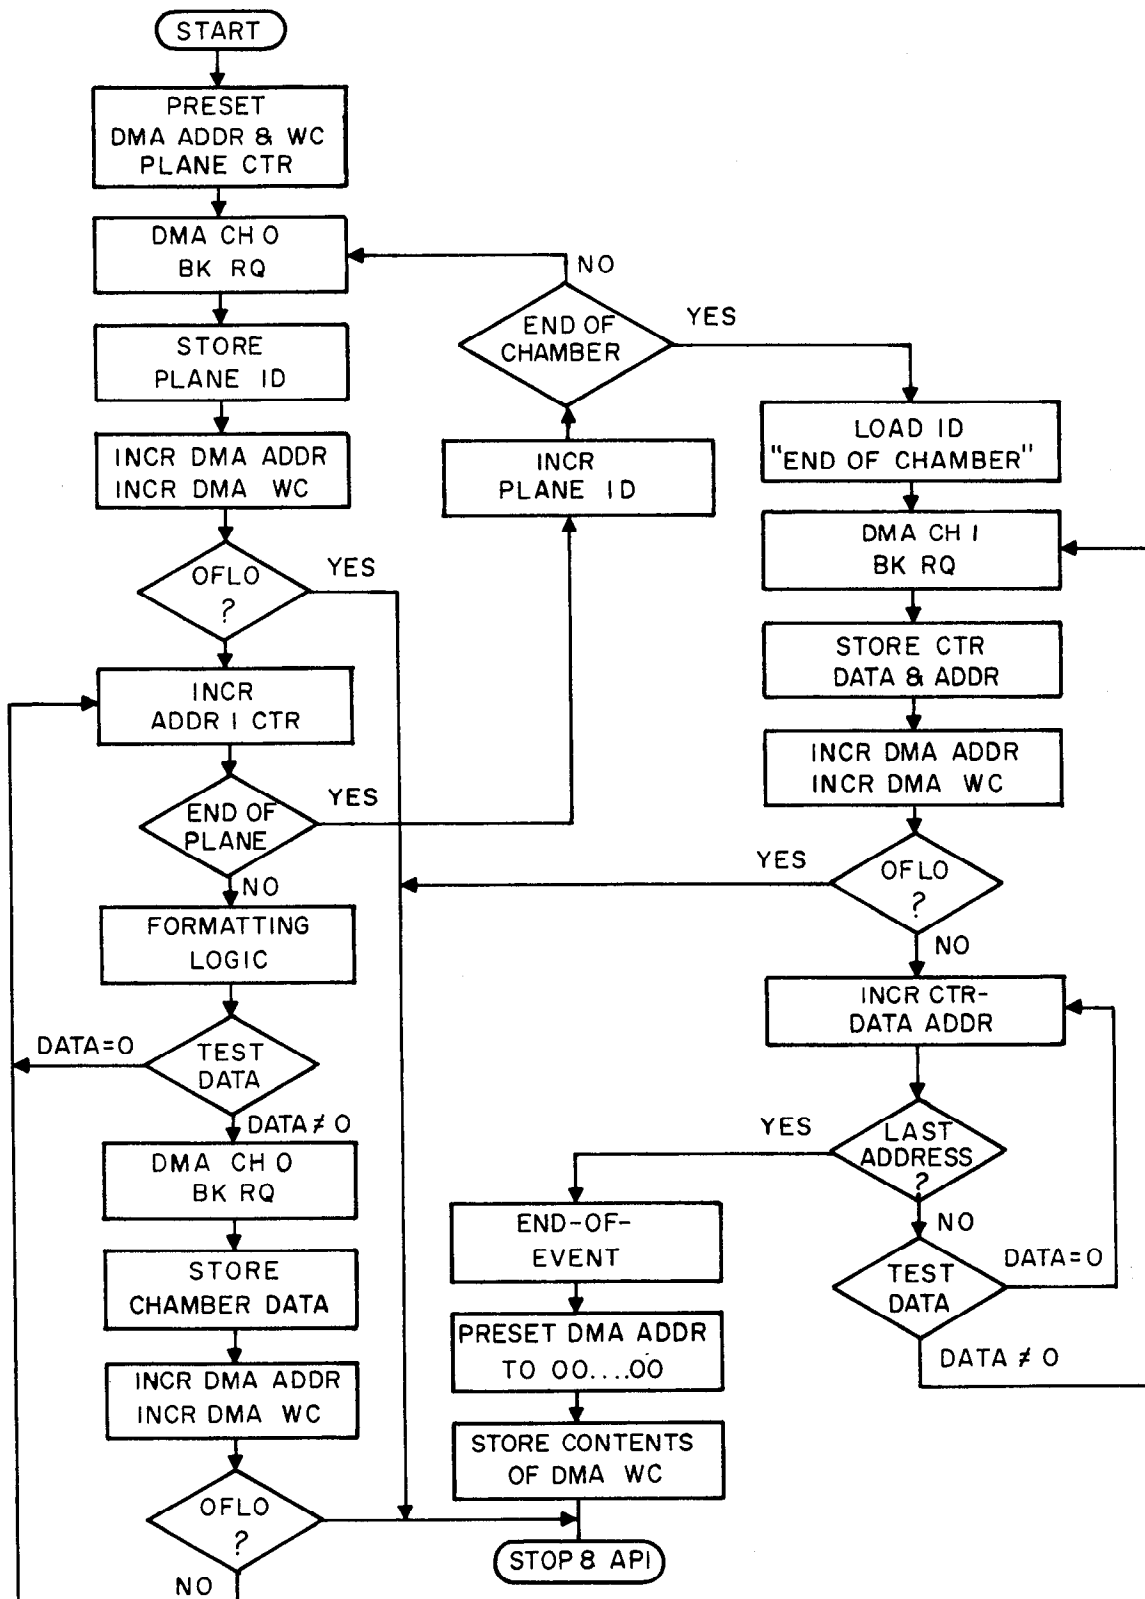 START
PRESET
DMA ADDR & WC
PLANE CTR
DMA CH 0
BK RQ
STORE
PLANE ID
INCR DMA ADDR
INCR DMA WC
OFLO
?
YES
INCR
ADDR 1 CTR
END OF
PLANE
YES
NO
FORMATTING
LOGIC
TEST
DATA
DATA=0
DATA≠0
DMA CH 0
BK RQ
STORE
CHAMBER DATA
INCR DMA ADDR
INCR DMA WC
OFLO
?
NO
NO
END OF
CHAMBER
YES
INCR
PLANE ID
LOAD ID
"END OF CHAMBER"
DMA CH 1
BK RQ
STORE CTR
DATA & ADDR
INCR DMA ADDR
INCR DMA WC
YES
OFLO
?
NO
INCR CTR-
DATA ADDR
YES
LAST
ADDRESS
?
NO
TEST
DATA
DATA=0
DATA≠0
END-OF-
EVENT
PRESET DMA ADDR
TO 00....00
STORE CONTENTS
OF DMA WC
STOP & API